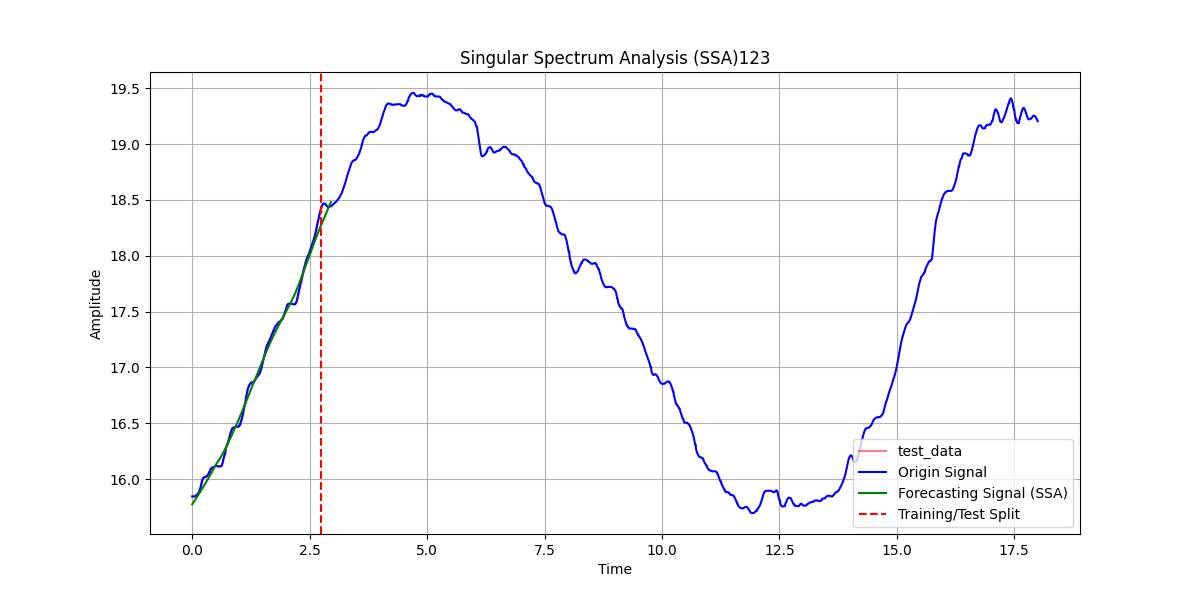 Singular Spectrum Analysis (SSA)123
19.5
19.0
18.5
18.0
17.5
17.0
16.5
16.0
Amplitude
0.0 2.5 5.0 7.5 10.0 12.5 15.0 17.5
Time
test_data
Origin Signal
Forecasting Signal (SSA)
Training/Test Split